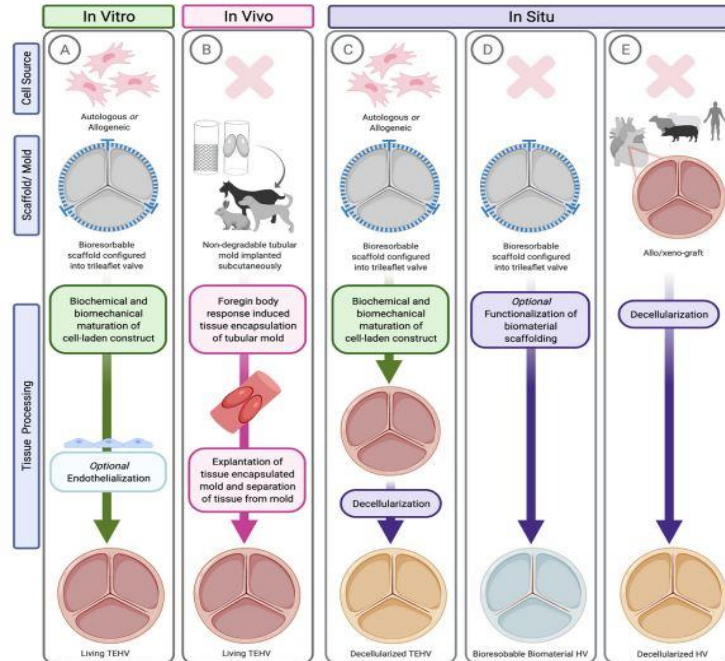 In Vitro
In Vivo
In Situ
Cell Source
Scaffold/ Mold
Tissue Processing
A
Autologous or
Allogeneic
Bioresorbable
scaffold configured
into trileaflet valve
Biochemical and
biomechanical
maturation of
cell-laden construct
Optional
Endothelialization
Living TEHV
B
Non-degradable tubular
mold implanted
subcutaneously
Foregin body
response induced
tissue encapsulation
of tubular mold
Explantation of
tissue encapsulated
mold and separation
of tissue from mold
Living TEHV
C
Autologous or
Allogeneic
Bioresorbable
scaffold configured
into trileaflet valve
Biochemical and
biomechanical
maturation of
cell-laden construct
Decellularization
Decellularized TEHV
D
Bioresorbable
scaffold configured
into trileaflet valve
Optional
Functionalization of
biomaterial
scaffolding
Bioresobable Biomaterial HV
E
Allo/xeno-graft
Decellularization
Decellularized HV